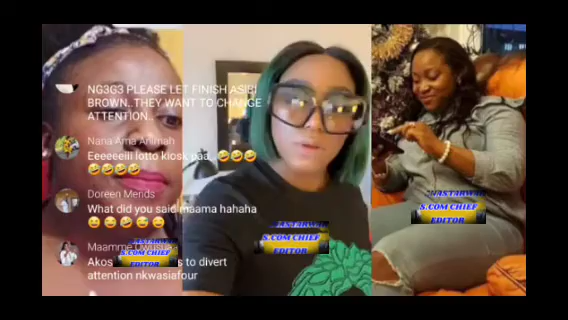 NG3G3 PLEASE LET FINISH ASIBI
BROWN..THEY WANT TO CHANGE
ATTENTION..
Nana Ama Animah
Eeeeeeiii lotto kiosk paa.. 🤣🤣🤣
🤣🤣🤣🤣
Doreen Mends
What did you said maama hahaha
😂😂😂😅😂
Maamme
Akos
s to divert
attention nkwasiafour
S.COM CHIEF
EDITOR
S.COM CHIEF
EDITOR
S.COM CHIEF
EDITOR